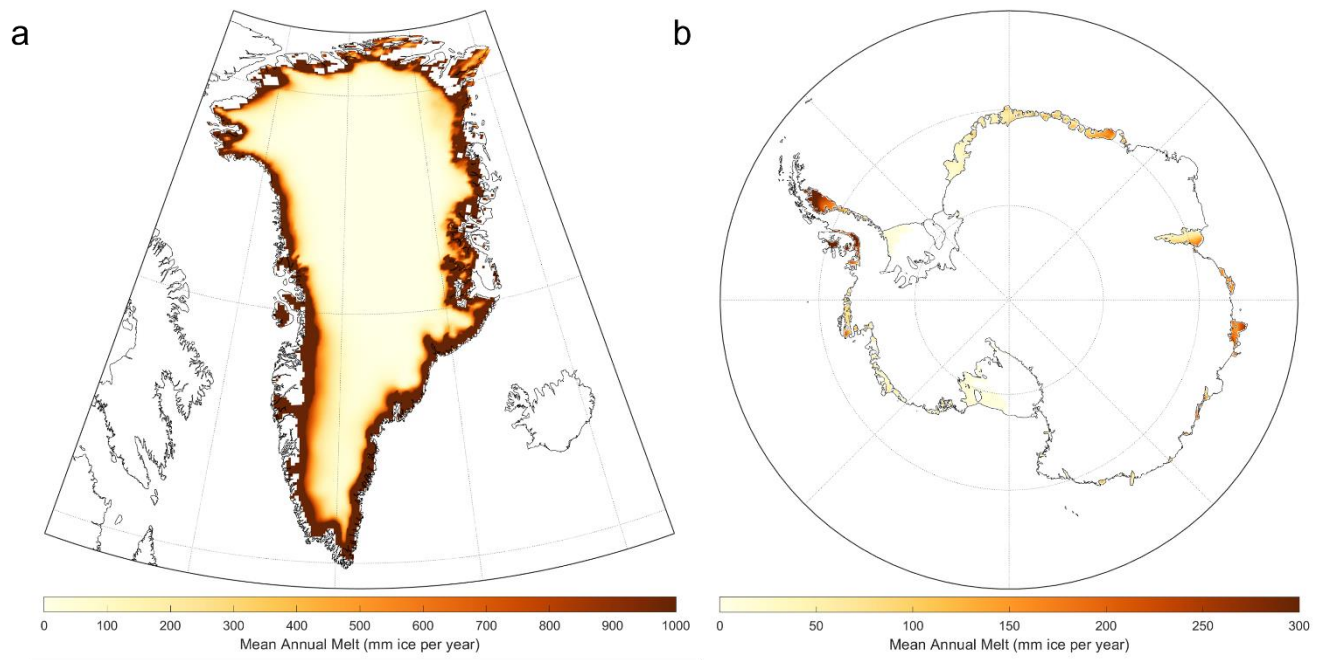 a
b
0 100 200 300 400 500 600 700 800 900 1000
Mean Annual Melt (mm ice per year)
0 50 100 150 200 250 300
Mean Annual Melt (mm ice per year)